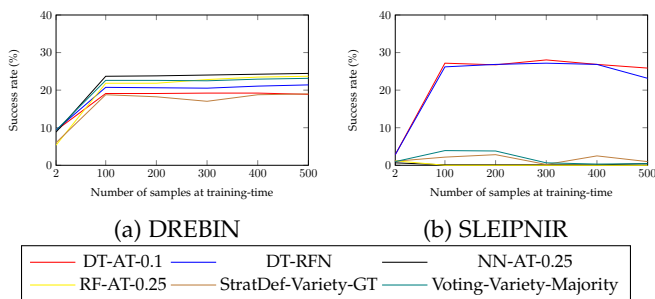 40
30
20
10
0
2 100 200 300 400 500
Success rate (%)
Number of samples at training-time
(a) DREBIN
40
30
20
10
0
2 100 200 300 400 500
Success rate (%)
Number of samples at training-time
(b) SLEIPNIR
DT-AT-0.1 DT-RFN NN-AT-0.25
RF-AT-0.25 StratDef-Variety-GT Voting-Variety-Majority